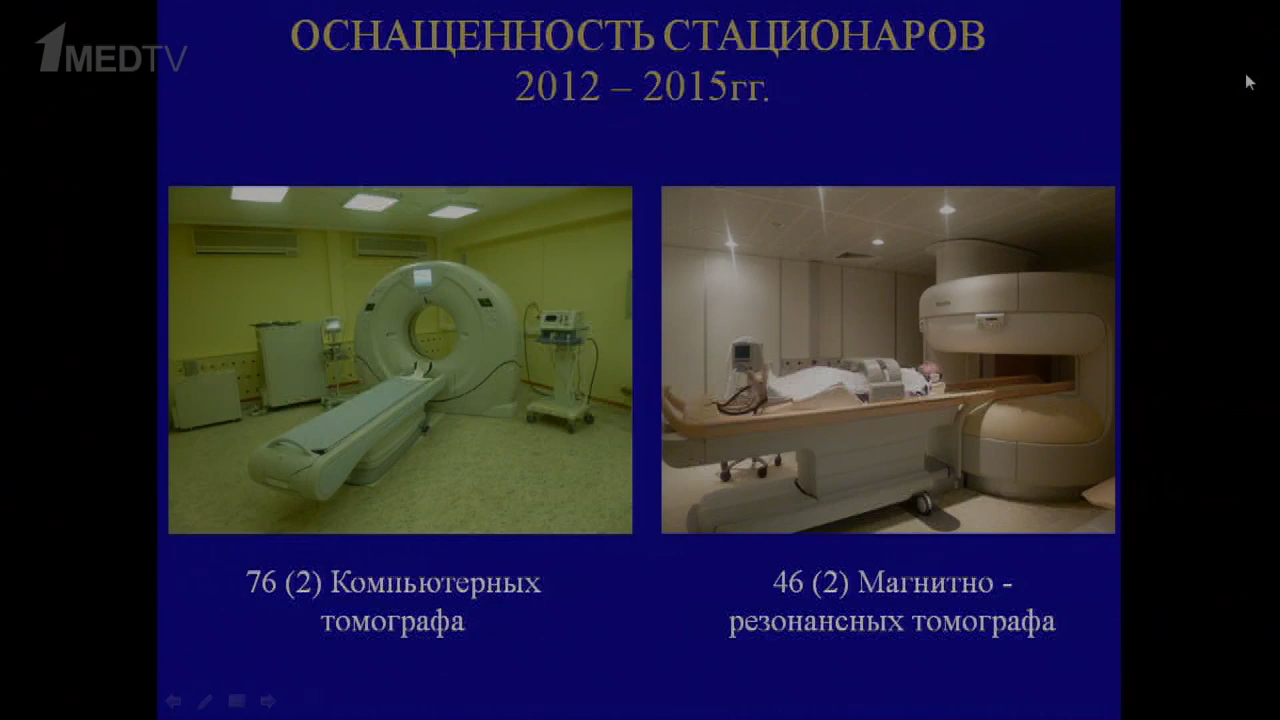 1MEDTV
ОСНАЩЕННОСТЬ СТАЦИОНАРОВ
2012 – 2015гг.
76 (2) Компьютерных
томографа
46 (2) Магнитно -
резонансных томографа